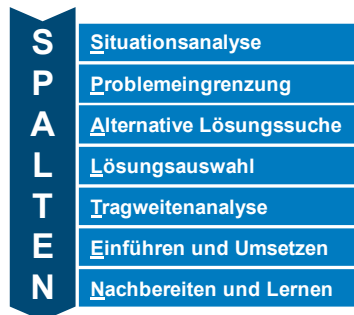 S Situationsanalyse
P Problemeingrenzung
A Alternative Lösungssuche
L Lösungsauswahl
T Tragweitenanalyse
E Einführen und Umsetzen
N Nachbereiten und Lernen